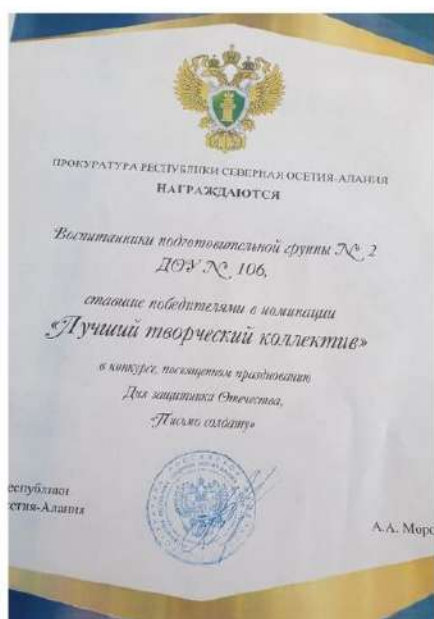 ПРОКУРАТУРА РЕСПУБЛИКИ СЕВЕРНАЯ ОСЕТИЯ-АЛАНИЯ
НАГРАЖДАЮТСЯ
Воспитанники подготовительной группы № 2
ДОУ № 106,
ставшие победителями в номинации
«Лучший творческий коллектив»
в конкурсе, посвященном празднованию
Дня защитника Отечества,
«Письмо солдату»
еспублики
сетия-Алания
А.А. Моро